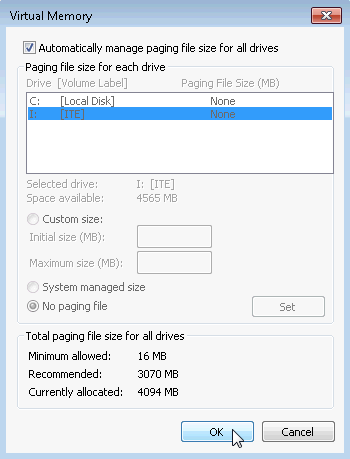 Virtual Memory
Automatically manage paging file size for all drives
Paging file size for each drive
Drive [Volume Label] Paging File Size (MB)
C: [Local Disk] None
I: [ITE] None
Selected drive: I: [ITE]
Space available: 4565 MB
Custom size:
Initial size (MB):
Maximum size (MB):
System managed size
No paging file Set
Total paging file size for all drives
Minimum allowed: 16 MB
Recommended: 3070 MB
Currently allocated: 4094 MB
OK Cancel